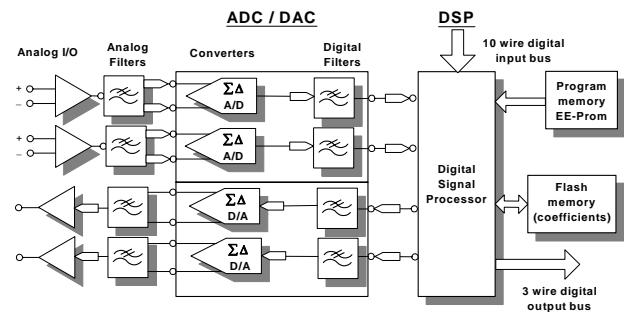 ADC / DAC
DSP
Analog I/O
Analog
Filters
Converters
Digital
Filters
10 wire digital
input bus
+
–
ΣΔ
A/D
Program
memory
EE-Prom
+
–
ΣΔ
A/D
Digital
Signal
Processor
ΣΔ
D/A
Flash
memory
(coefficients)
ΣΔ
D/A
3 wire digital
output bus